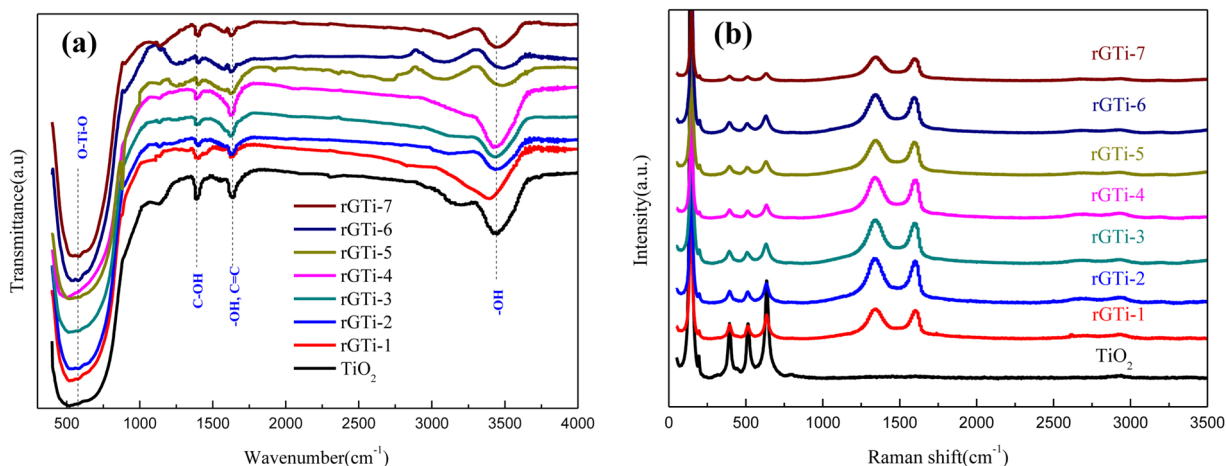 (a)
O-Ti-O
C-OH
-OH, C=C
-OH
rGTi-7
rGTi-6
rGTi-5
rGTi-4
rGTi-3
rGTi-2
rGTi-1
TiO₂
Transmittance(a.u)
500 1000 1500 2000 2500 3000 3500 4000
Wavenumber(cm⁻¹)
(b)
rGTi-7
rGTi-6
rGTi-5
rGTi-4
rGTi-3
rGTi-2
rGTi-1
TiO₂
Intensity(a.u.)
0 500 1000 1500 2000 2500 3000 3500
Raman shift(cm⁻¹)